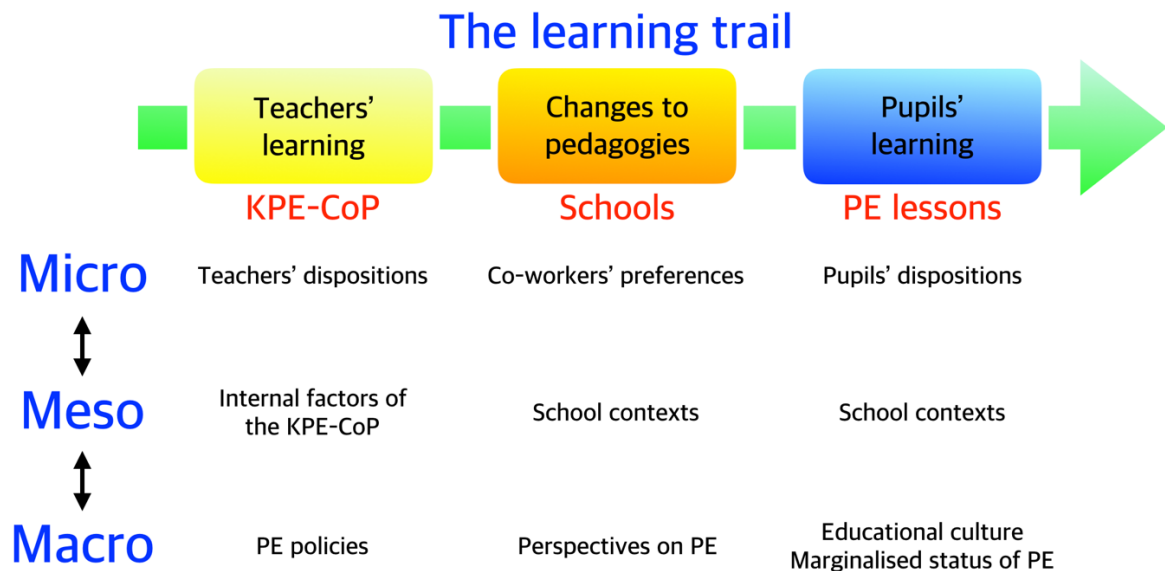 The learning trail
Teachers’
learning
Changes to
pedagogies
Pupils’
learning
KPE-CoP
Schools
PE lessons
Micro
Teachers’ dispositions
Co-workers’ preferences
Pupils’ dispositions
Meso
Internal factors of
the KPE-CoP
School contexts
School contexts
Macro
PE policies
Perspectives on PE
Educational culture
Marginalised status of PE